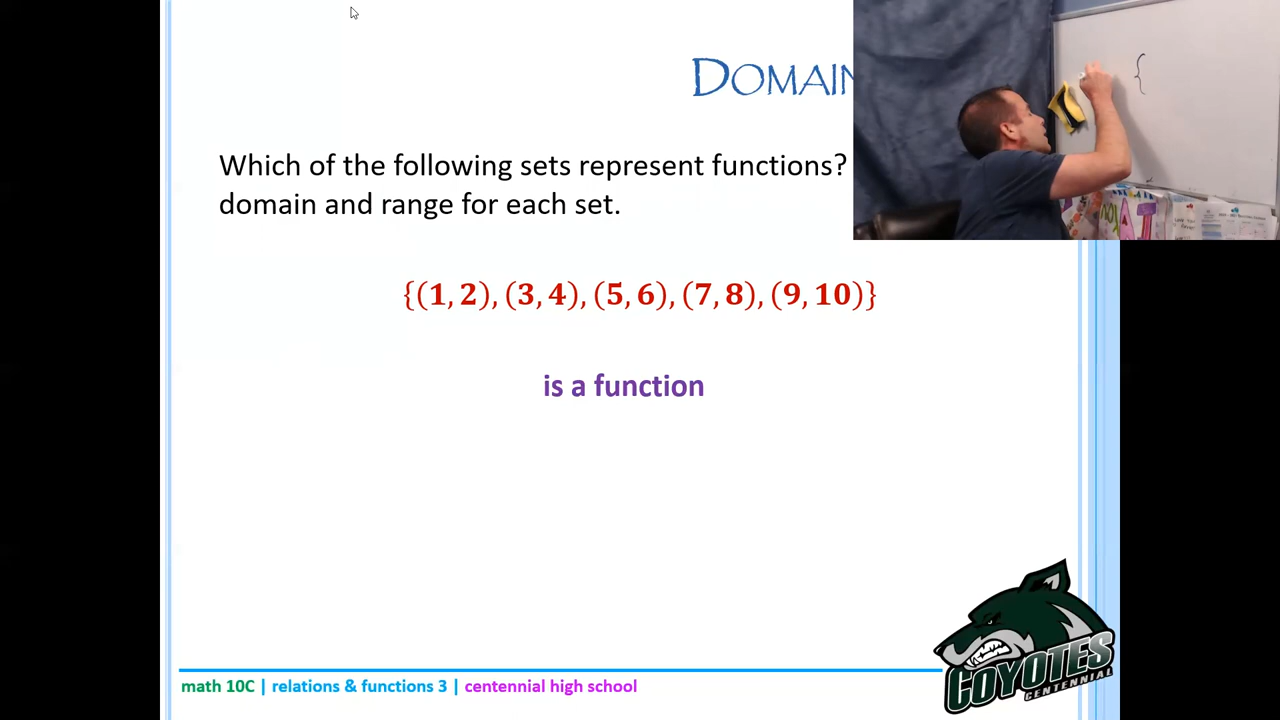 DOMAIN
Which of the following sets represent functions?
domain and range for each set.
{(1, 2), (3, 4), (5, 6), (7, 8), (9, 10)}
is a function
{
math 10C | relations & functions 3 | centennial high school
COYOTES
CENTENNIAL